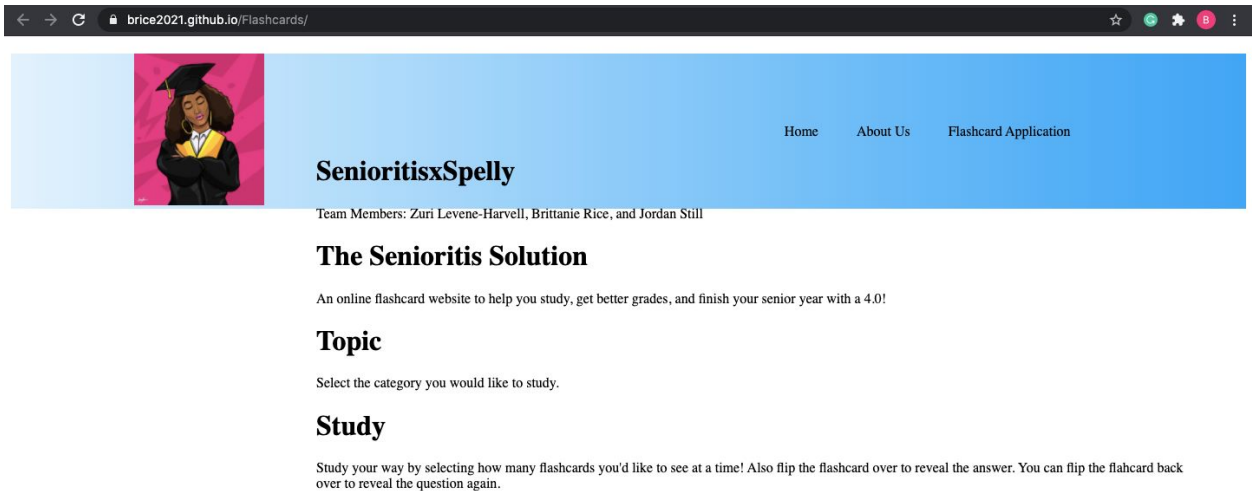 brice2021.github.io/Flashcards/
B
Home About Us Flashcard Application
SenioritisxSpelly
Team Members: Zuri Levene-Harvell, Brittanie Rice, and Jordan Still
The Senioritis Solution
An online flashcard website to help you study, get better grades, and finish your senior year with a 4.0!
Topic
Select the category you would like to study.
Study
Study your way by selecting how many flashcards you'd like to see at a time! Also flip the flashcard over to reveal the answer. You can flip the flahcard back
over to reveal the question again.